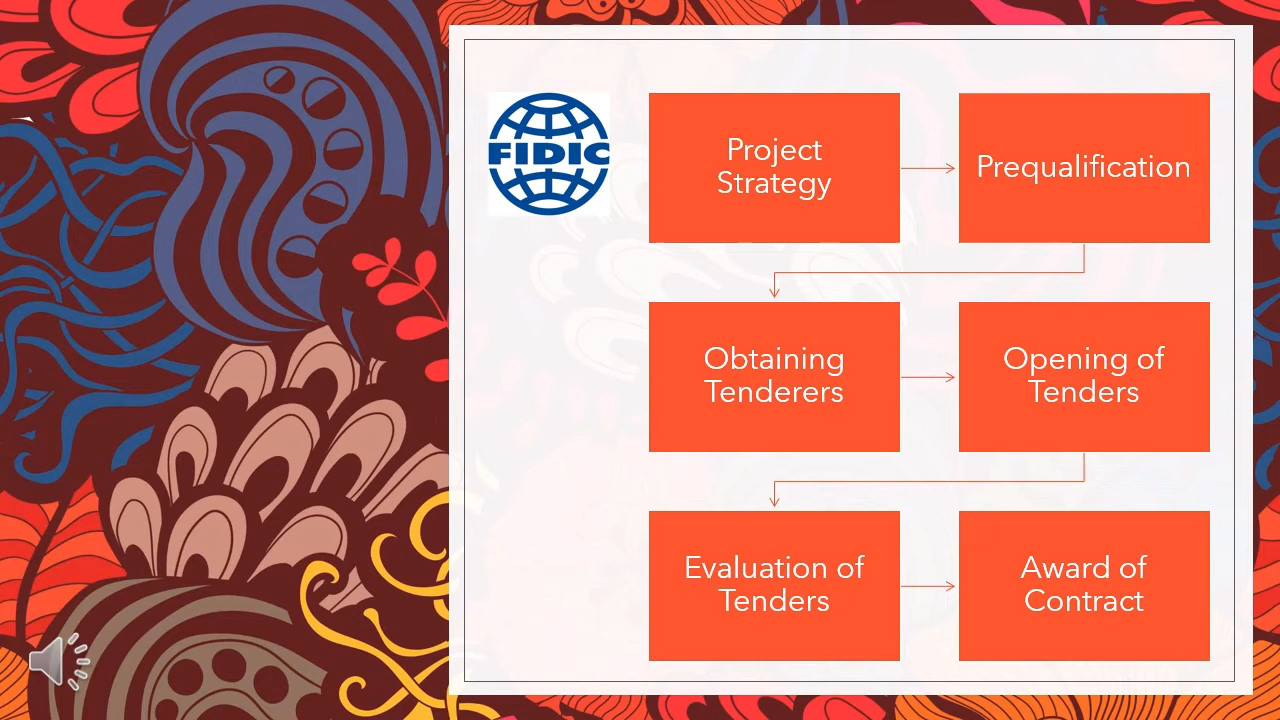 FIDIC
Project
Strategy
Prequalification
Obtaining
Tenderers
Opening of
Tenders
Evaluation of
Tenders
Award of
Contract